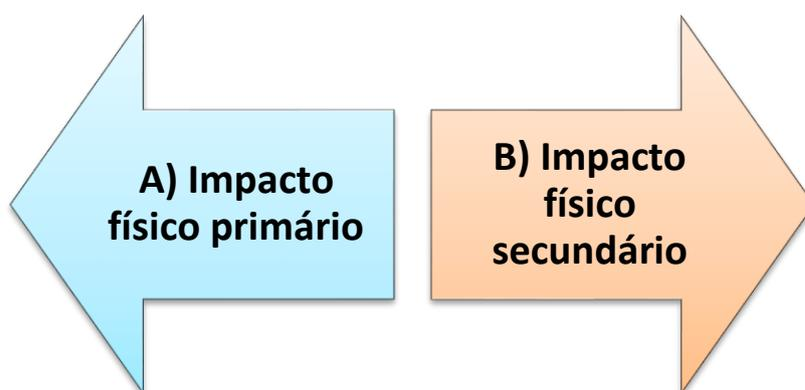 A) Impacto
físico primário
B) Impacto
físico
secundário